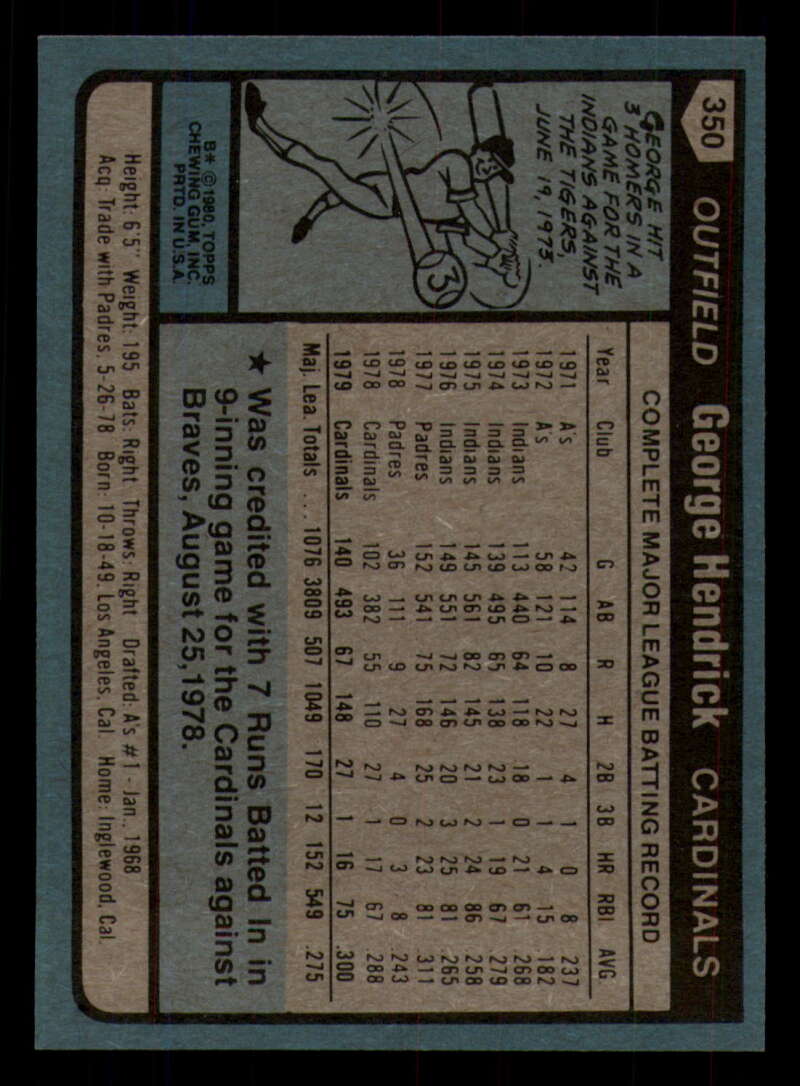 350 OUTFIELD George Hendrick CARDINALS
GEORGE HIT
3 HOMERS IN A
GAME FOR THE
INDIANS AGAINST
THE TIGERS,
JUNE 19, 1973.
3
B* ©1980, TOPPS
CHEWING GUM, INC.
PRTD. IN U.S.A.
COMPLETE MAJOR LEAGUE BATTING RECORD
Year Club G AB R H 2B 3B HR RBI AVG
1971 A's 42 114 8 27 4 1 0 8 .237
1972 A's 58 121 10 22 1 1 4 15 .182
1973 Indians 113 440 64 118 18 0 21 61 .268
1974 Indians 139 495 65 138 23 1 19 67 .279
1975 Indians 145 561 82 145 21 2 24 86 .258
1976 Indians 149 551 72 146 20 3 25 81 .265
1977 Padres 152 541 75 168 25 2 23 81 .311
1978 Padres 36 111 9 27 4 0 3 8 .243
1978 Cardinals 102 382 55 110 27 1 17 67 .288
1979 Cardinals 140 493 67 148 27 1 16 75 .300
Maj. Lea. Totals ... 1076 3809 507 1049 170 12 152 549 .275
★ Was credited with 7 Runs Batted In in
9-inning game for the Cardinals against
Braves, August 25, 1978.
Height: 6'5" Weight: 195 Bats: Right Throws: Right Drafted: A's #1 - Jan., 1968
Acq: Trade with Padres, 5-26-78 Born: 10-18-49, Los Angeles, Cal. Home: Inglewood, Cal.